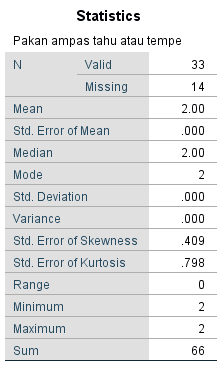 Statistics
Pakan ampas tahu atau tempe
N Valid 33
Missing 14
Mean 2.00
Std. Error of Mean .000
Median 2.00
Mode 2
Std. Deviation .000
Variance .000
Std. Error of Skewness .409
Std. Error of Kurtosis .798
Range 0
Minimum 2
Maximum 2
Sum 66